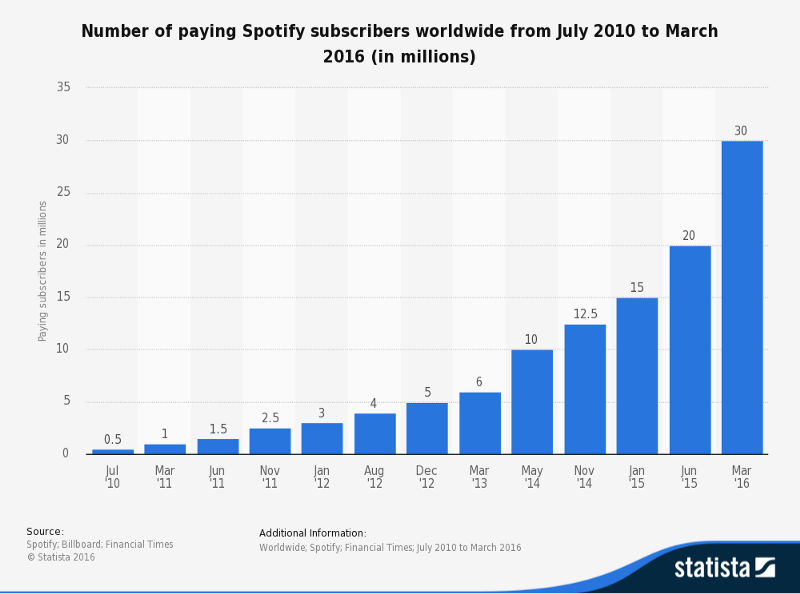 Number of paying Spotify subscribers worldwide from July 2010 to March
2016 (in millions)
Paying subscribers in millions
35
30
25
20
15
10
5
0
0.5
1
1.5
2.5
3
4
5
6
10
12.5
15
20
30
Jul '10
Mar '11
Jun '11
Nov '11
Jan '12
Aug '12
Dec '12
Mar '13
May '14
Nov '14
Jan '15
Jun '15
Mar '16
Source:
Spotify; Billboard; Financial Times
© Statista 2016
Additional Information:
Worldwide; Spotify; Financial Times; July 2010 to March 2016
statista